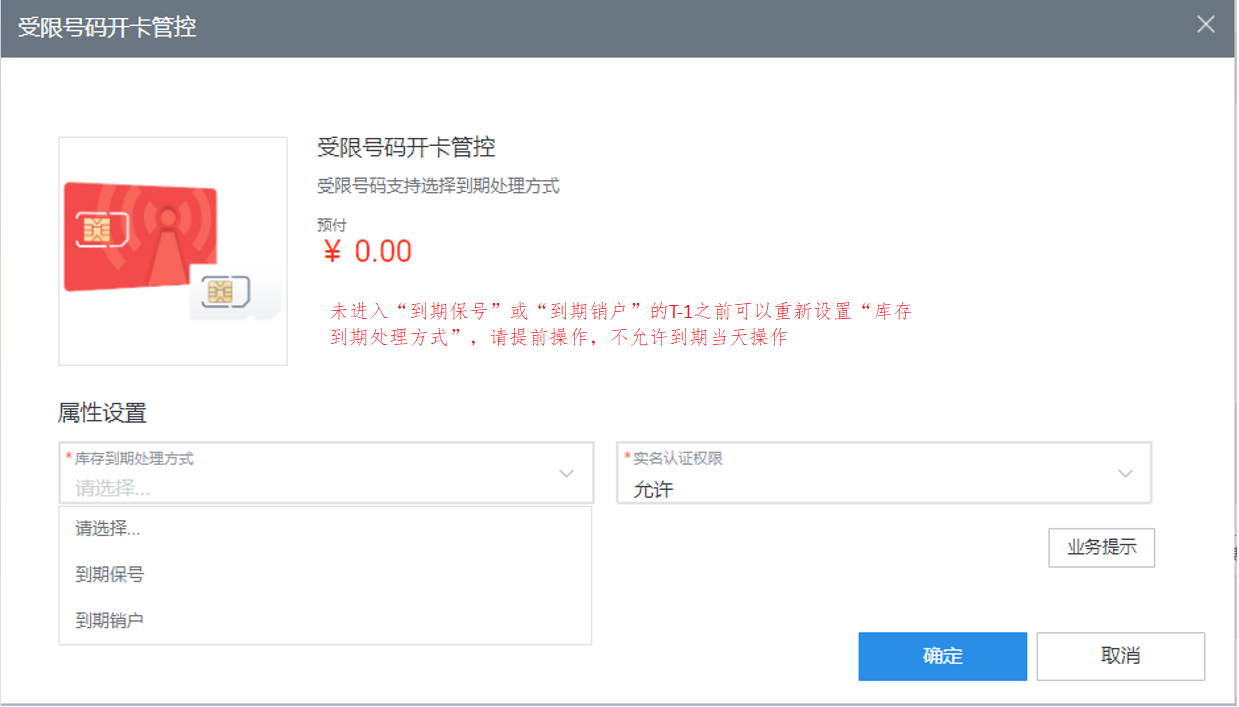 受限号码开卡管控
受限号码开卡管控
受限号码支持选择到期处理方式
预付
¥ 0.00
未进入“到期保号”或“到期销户”的T-1之前可以重新设置“库存
到期处理方式”，请提前操作，不允许到期当天操作
属性设置
*库存到期处理方式
请选择...
*实名认证权限
允许
请选择...
到期保号
到期销户
业务提示
确定
取消